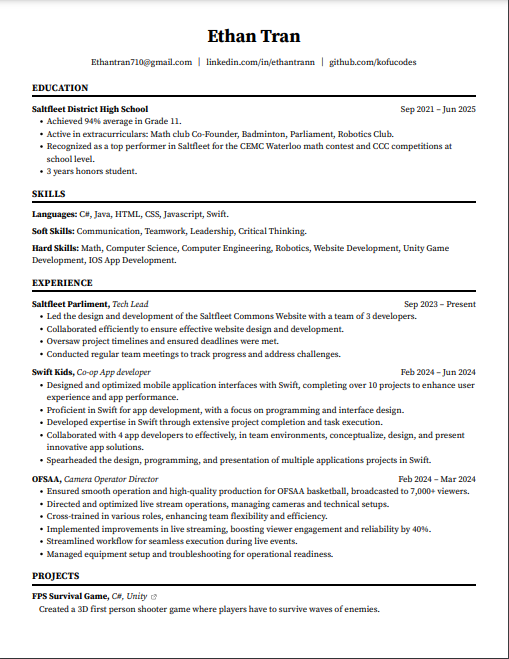 Ethan Tran
Ethantran710@gmail.com | linkedin.com/in/ethantrann | github.com/kofucodes
EDUCATION
Saltfleet District High School Sep 2021 – Jun 2025
• Achieved 94% average in Grade 11.
• Active in extracurriculars: Math club Co-Founder, Badminton, Parliament, Robotics Club.
• Recognized as a top performer in Saltfleet for the CEMC Waterloo math contest and CCC competitions at
school level.
• 3 years honors student.
SKILLS
Languages: C#, Java, HTML, CSS, Javascript, Swift.
Soft Skills: Communication, Teamwork, Leadership, Critical Thinking.
Hard Skills: Math, Computer Science, Computer Engineering, Robotics, Website Development, Unity Game
Development, IOS App Development.
EXPERIENCE
Saltfleet Parliment, Tech Lead Sep 2023 – Present
• Led the design and development of the Saltfleet Commons Website with a team of 3 developers.
• Collaborated efficiently to ensure effective website design and development.
• Oversaw project timelines and ensured deadlines were met.
• Conducted regular team meetings to track progress and address challenges.
Swift Kids, Co-op App developer Feb 2024 – Jun 2024
• Designed and optimized mobile application interfaces with Swift, completing over 10 projects to enhance user
experience and app performance.
• Proficient in Swift for app development, with a focus on programming and interface design.
• Developed expertise in Swift through extensive project completion and task execution.
• Collaborated with 4 app developers to effectively, in team environments, conceptualize, design, and present
innovative app solutions.
• Spearheaded the design, programming, and presentation of multiple applications projects in Swift.
OFSAA, Camera Operator Director Feb 2024 – Mar 2024
• Ensured smooth operation and high-quality production for OFSAA basketball, broadcasted to 7,000+ viewers.
• Directed and optimized live stream operations, managing cameras and technical setups.
• Cross-trained in various roles, enhancing team flexibility and efficiency.
• Implemented improvements in live streaming, boosting viewer engagement and reliability by 40%.
• Streamlined workflow for seamless execution during live events.
• Managed equipment setup and troubleshooting for operational readiness.
PROJECTS
FPS Survival Game, C#, Unity
Created a 3D first person shooter game where players have to survive waves of enemies.